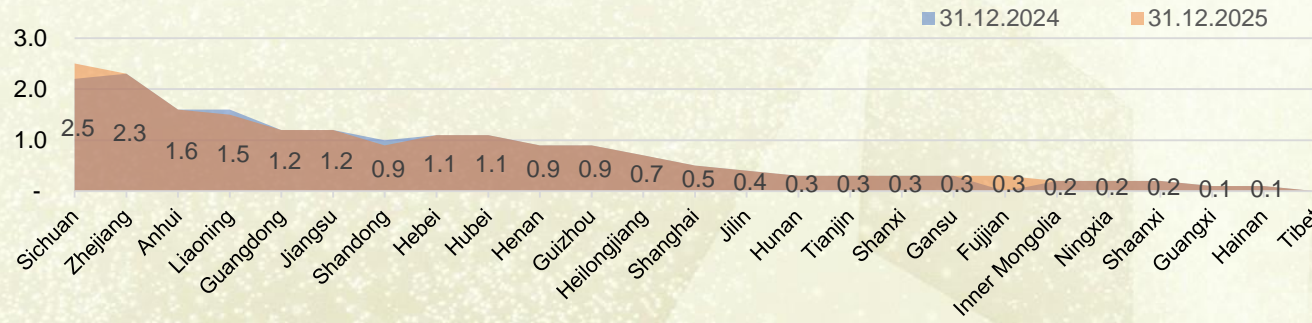 31.12.2024 31.12.2025
3.0
2.0
1.0
-
2.5 2.3 1.6 1.5 1.2 1.2 0.9 1.1 1.1 0.9 0.9 0.7 0.5 0.4 0.3 0.3 0.3 0.3 0.3 0.2 0.2 0.2 0.1 0.1
Sichuan Zhejiang Anhui Liaoning Guangdong Jiangsu Shandong Hebei Hubei Henan Guizhou Heilongjiang Shanghai Jilin Hunan Tianjin Shanxi Gansu Fujjian Inner Mongolia Ningxia Shaanxi Guangxi Hainan